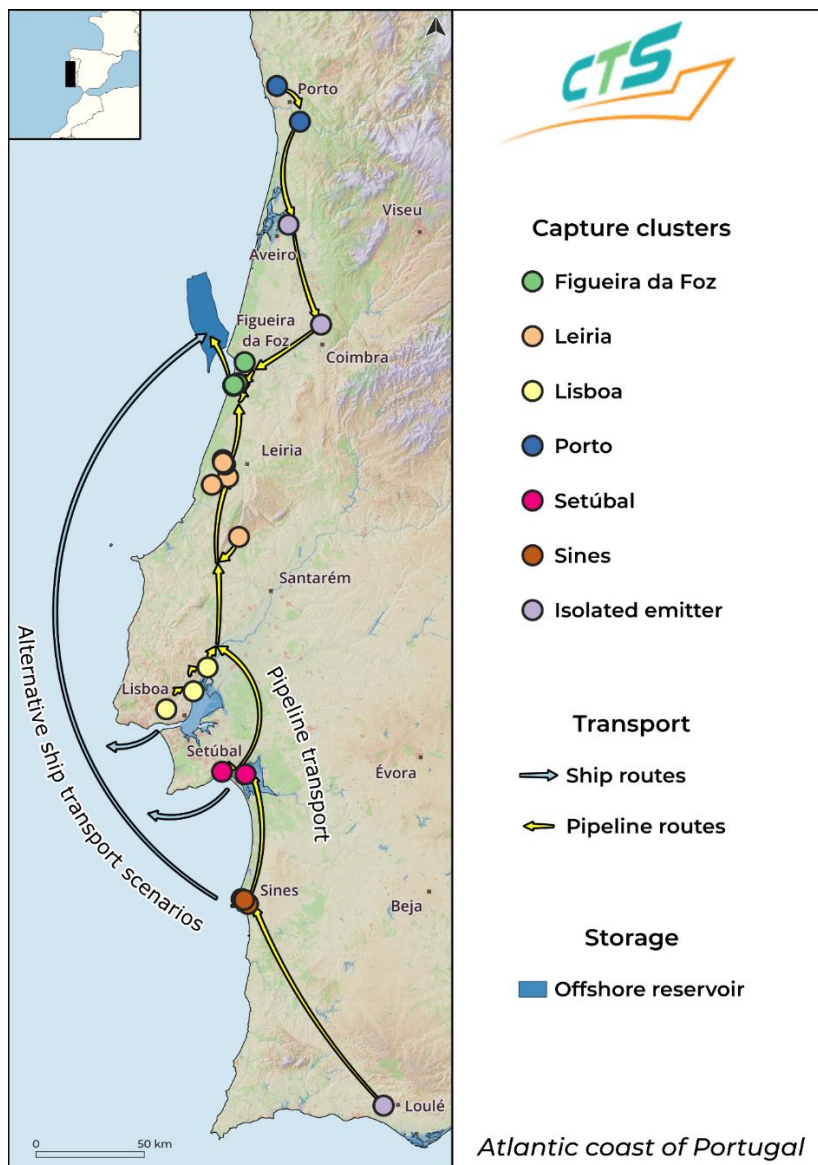 Porto
Viseu
Aveiro
Figueira
da Foz
Coimbra
Leiria
Santarém
Lisboa
Setúbal
Évora
Sines
Beja
Loulé
Alternative ship transport scenarios
Pipeline transport
0
50 km
CTS
Capture clusters
Figueira da Foz
Leiria
Lisboa
Porto
Setúbal
Sines
Isolated emitter
Transport
Ship routes
Pipeline routes
Storage
Offshore reservoir
Atlantic coast of Portugal